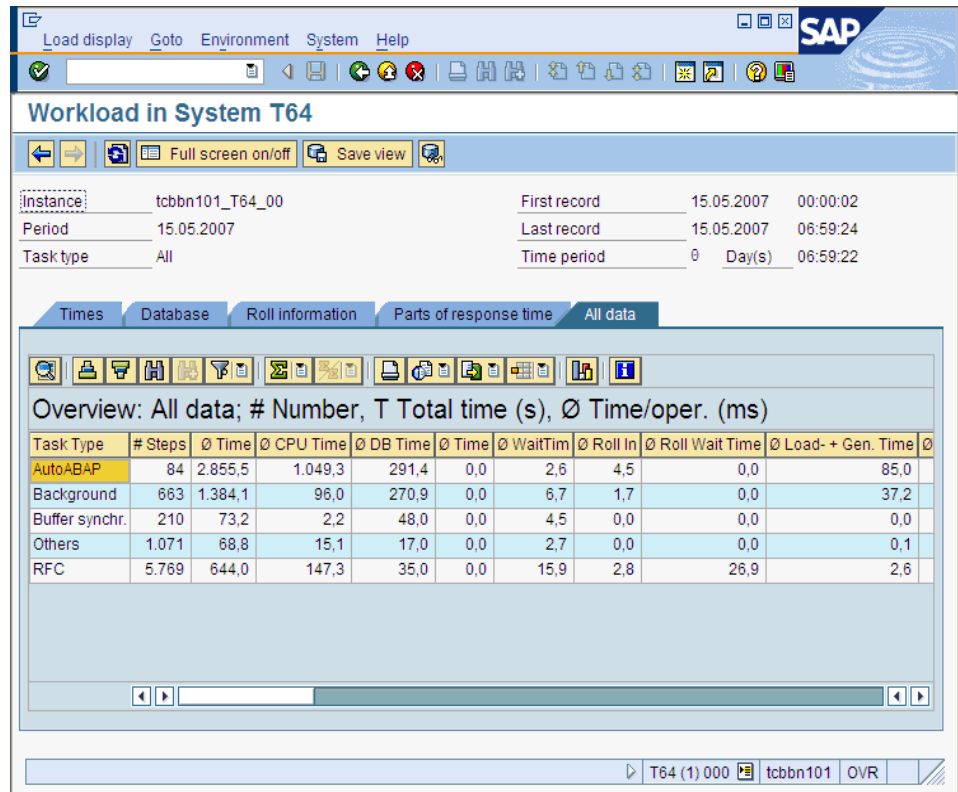 Load display Goto Environment System Help
SAP
Workload in System T64
Full screen on/off Save view
Instance tcbbn101_T64_00 First record 15.05.2007 00:00:02
Period 15.05.2007 Last record 15.05.2007 06:59:24
Task type All Time period 0 Day(s) 06:59:22
Times Database Roll information Parts of response time All data
Overview: All data; # Number, T Total time (s), Ø Time/oper. (ms)
Task Type # Steps Ø Time Ø CPU Time Ø DB Time Ø Time Ø WaitTim Ø Roll In Ø Roll Wait Time Ø Load- + Gen. Time Ø
AutoABAP 84 2.855,5 1.049,3 291,4 0,0 2,6 4,5 0,0 85,0
Background 663 1.384,1 96,0 270,9 0,0 6,7 1,7 0,0 37,2
Buffer synchr. 210 73,2 2,2 48,0 0,0 4,5 0,0 0,0 0,0
Others 1.071 68,8 15,1 17,0 0,0 2,7 0,0 0,0 0,1
RFC 5.769 644,0 147,3 35,0 0,0 15,9 2,8 26,9 2,6
T64 (1) 000 tcbbn101 OVR